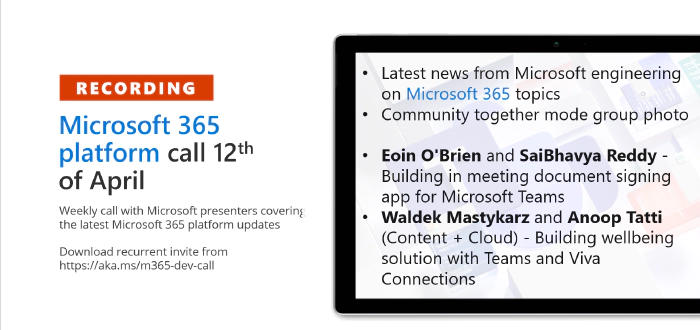 RECORDING
Microsoft 365
platform call 12th
of April
Weekly call with Microsoft presenters covering
the latest Microsoft 365 platform updates
Download recurrent invite from
https://aka.ms/m365-dev-call
• Latest news from Microsoft engineering
on Microsoft 365 topics
• Community together mode group photo
• Eoin O'Brien and SaiBhavya Reddy -
Building in meeting document signing
app for Microsoft Teams
• Waldek Mastykarz and Anoop Tatti
(Content + Cloud) - Building wellbeing
solution with Teams and Viva
Connections